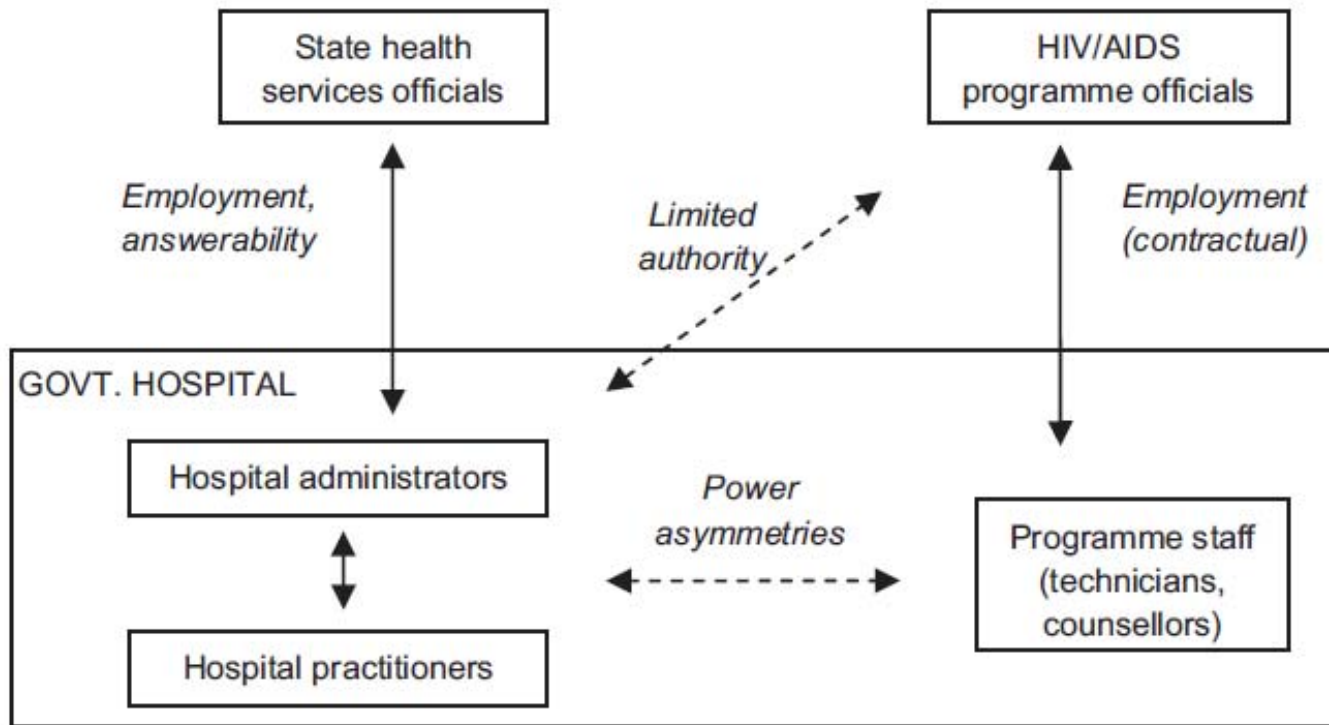 State health
services officials
HIV/AIDS
programme officials
Employment,
answerability
Limited
authority
Employment
(contractual)
GOVT. HOSPITAL
Hospital administrators
Power
asymmetries
Programme staff
(technicians,
counsellors)
Hospital practitioners